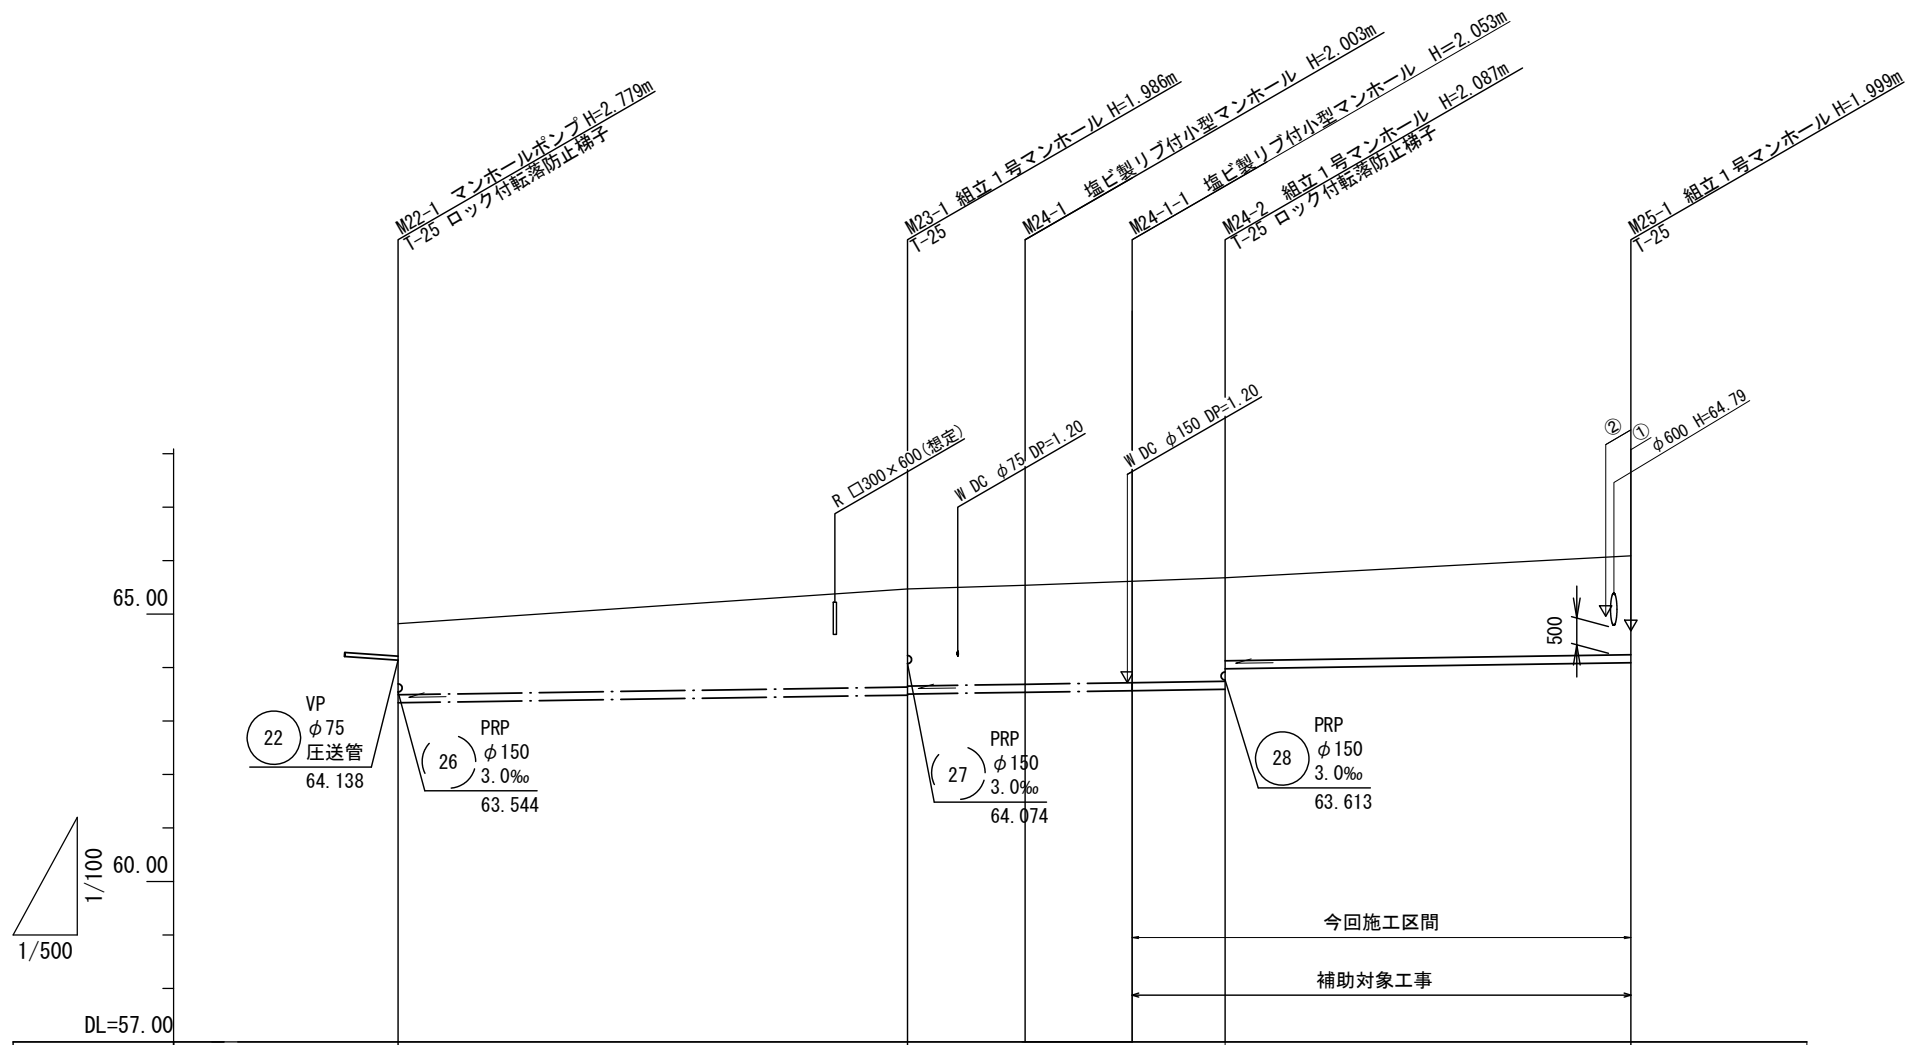 M22-1 マンホールポンプ H=2.779m
T-25 ロック付転落防止梯子
M23-1 組立1号マンホール H=1.986m
T-25
M24-1 塩ビ製リブ付小型マンホール H=2.003m
M24-1-1 塩ビ製リブ付小型マンホール H=2.053m
M24-2 組立1号マンホール H=2.087m
T-25 ロック付転落防止梯子
M25-1 組立1号マンホール H=1.999m
T-25
R □300×600(想定)
W DC φ75 DP=1.20
W DC φ150 DP=1.20
②
①
φ600 H=64.79
65.00
500
22
VP
φ75
圧送管
64.138
26
PRP
φ150
3.0‰
63.544
27
PRP
φ150
3.0‰
64.074
28
PRP
φ150
3.0‰
63.613
60.00
1/100
1/500
今回施工区間
補助対象工事
DL=57.00